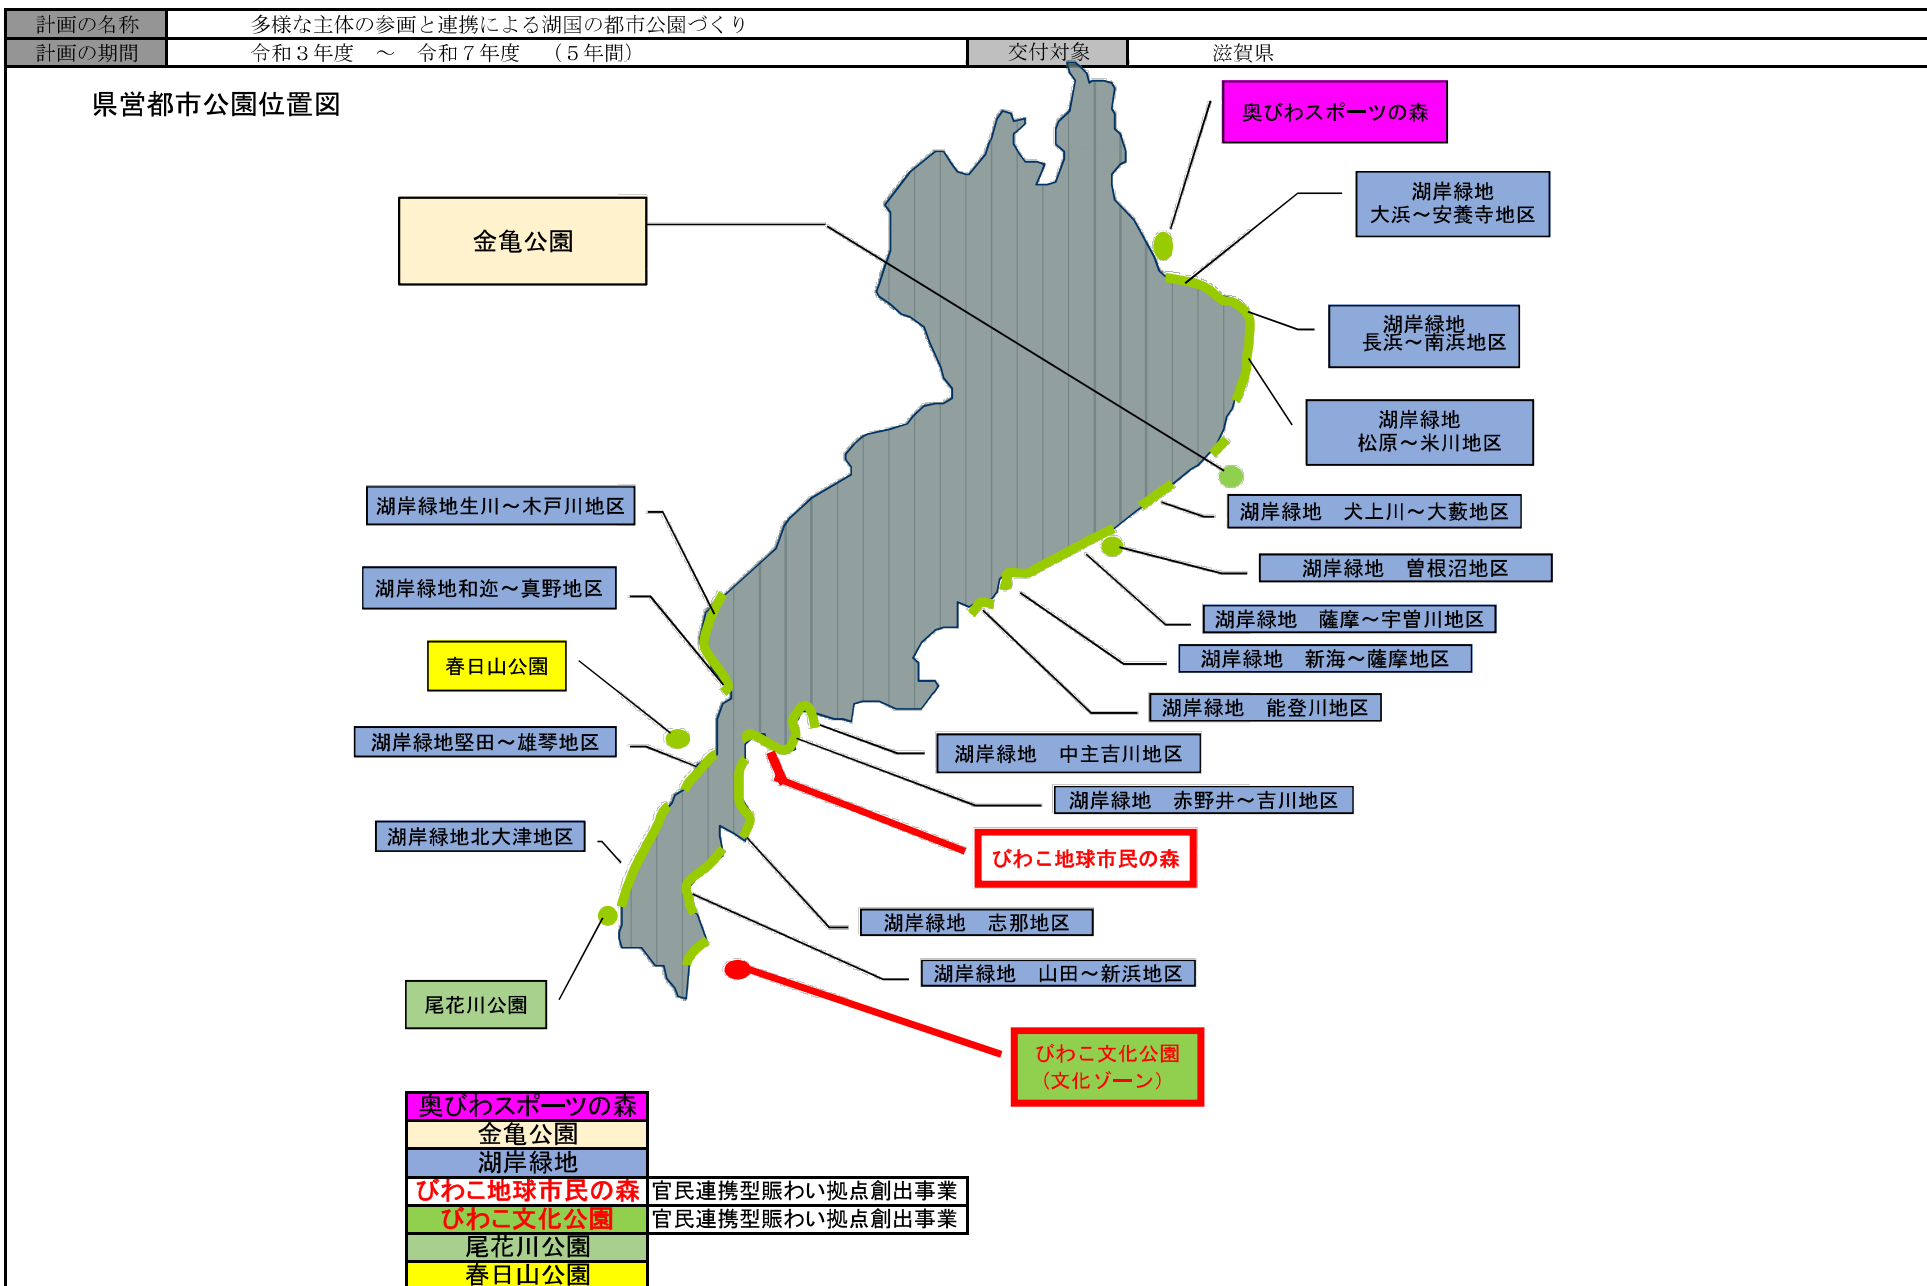 計画の名称　多様な主体の参画と連携による湖国の都市公園づくり
計画の期間　令和３年度　～　令和７年度　（５年間）　交付対象　滋賀県
県営都市公園位置図
奥びわスポーツの森
湖岸緑地
大浜～安養寺地区
金亀公園
湖岸緑地
長浜～南浜地区
湖岸緑地
松原～米川地区
湖岸緑地生川～木戸川地区
湖岸緑地　犬上川～大藪地区
湖岸緑地　曽根沼地区
湖岸緑地和迩～真野地区
湖岸緑地　薩摩～宇曽川地区
春日山公園
湖岸緑地　新海～薩摩地区
湖岸緑地　能登川地区
湖岸緑地堅田～雄琴地区
湖岸緑地　中主吉川地区
湖岸緑地　赤野井～吉川地区
湖岸緑地北大津地区
びわこ地球市民の森
湖岸緑地　志那地区
湖岸緑地　山田～新浜地区
尾花川公園
びわこ文化公園
（文化ゾーン）
奥びわスポーツの森
金亀公園
湖岸緑地
びわこ地球市民の森　官民連携型賑わい拠点創出事業
びわこ文化公園　官民連携型賑わい拠点創出事業
尾花川公園
春日山公園